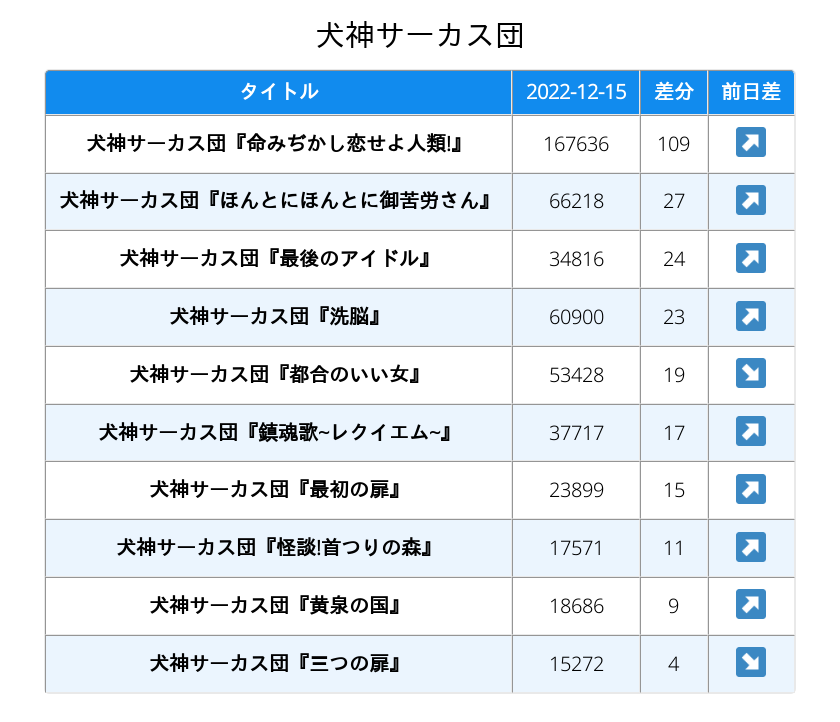 犬神サーカス団
タイトル 2022-12-15 差分 前日差
犬神サーカス団『命みぢかし恋せよ人類!』 167636 109 ↗
犬神サーカス団『ほんとにほんとに御苦労さん』 66218 27 ↗
犬神サーカス団『最後のアイドル』 34816 24 ↗
犬神サーカス団『洗脳』 60900 23 ↗
犬神サーカス団『都合のいい女』 53428 19 ↘
犬神サーカス団『鎮魂歌~レクイエム~』 37717 17 ↗
犬神サーカス団『最初の扉』 23899 15 ↗
犬神サーカス団『怪談!首つりの森』 17571 11 ↗
犬神サーカス団『黄泉の国』 18686 9 ↗
犬神サーカス団『三つの扉』 15272 4 ↘